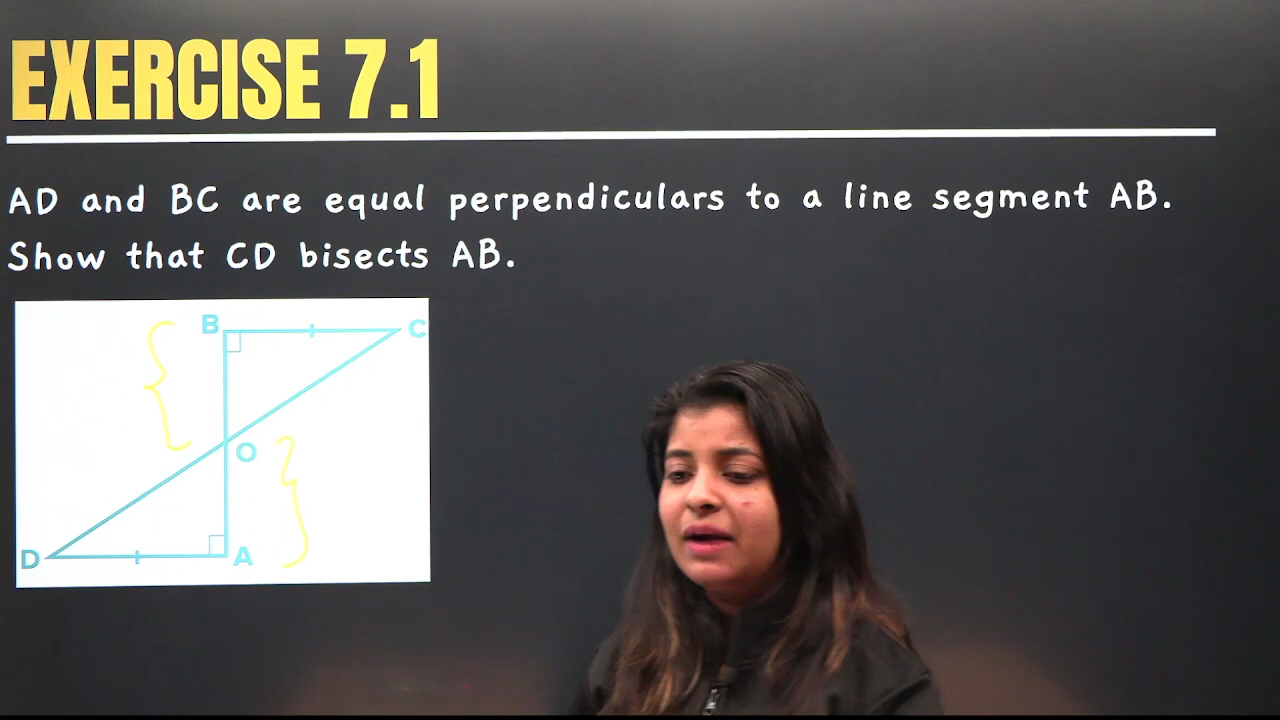 EXERCISE 7.1
AD and BC are equal perpendiculars to a line segment AB.
Show that CD bisects AB.
B
C
O
D
A